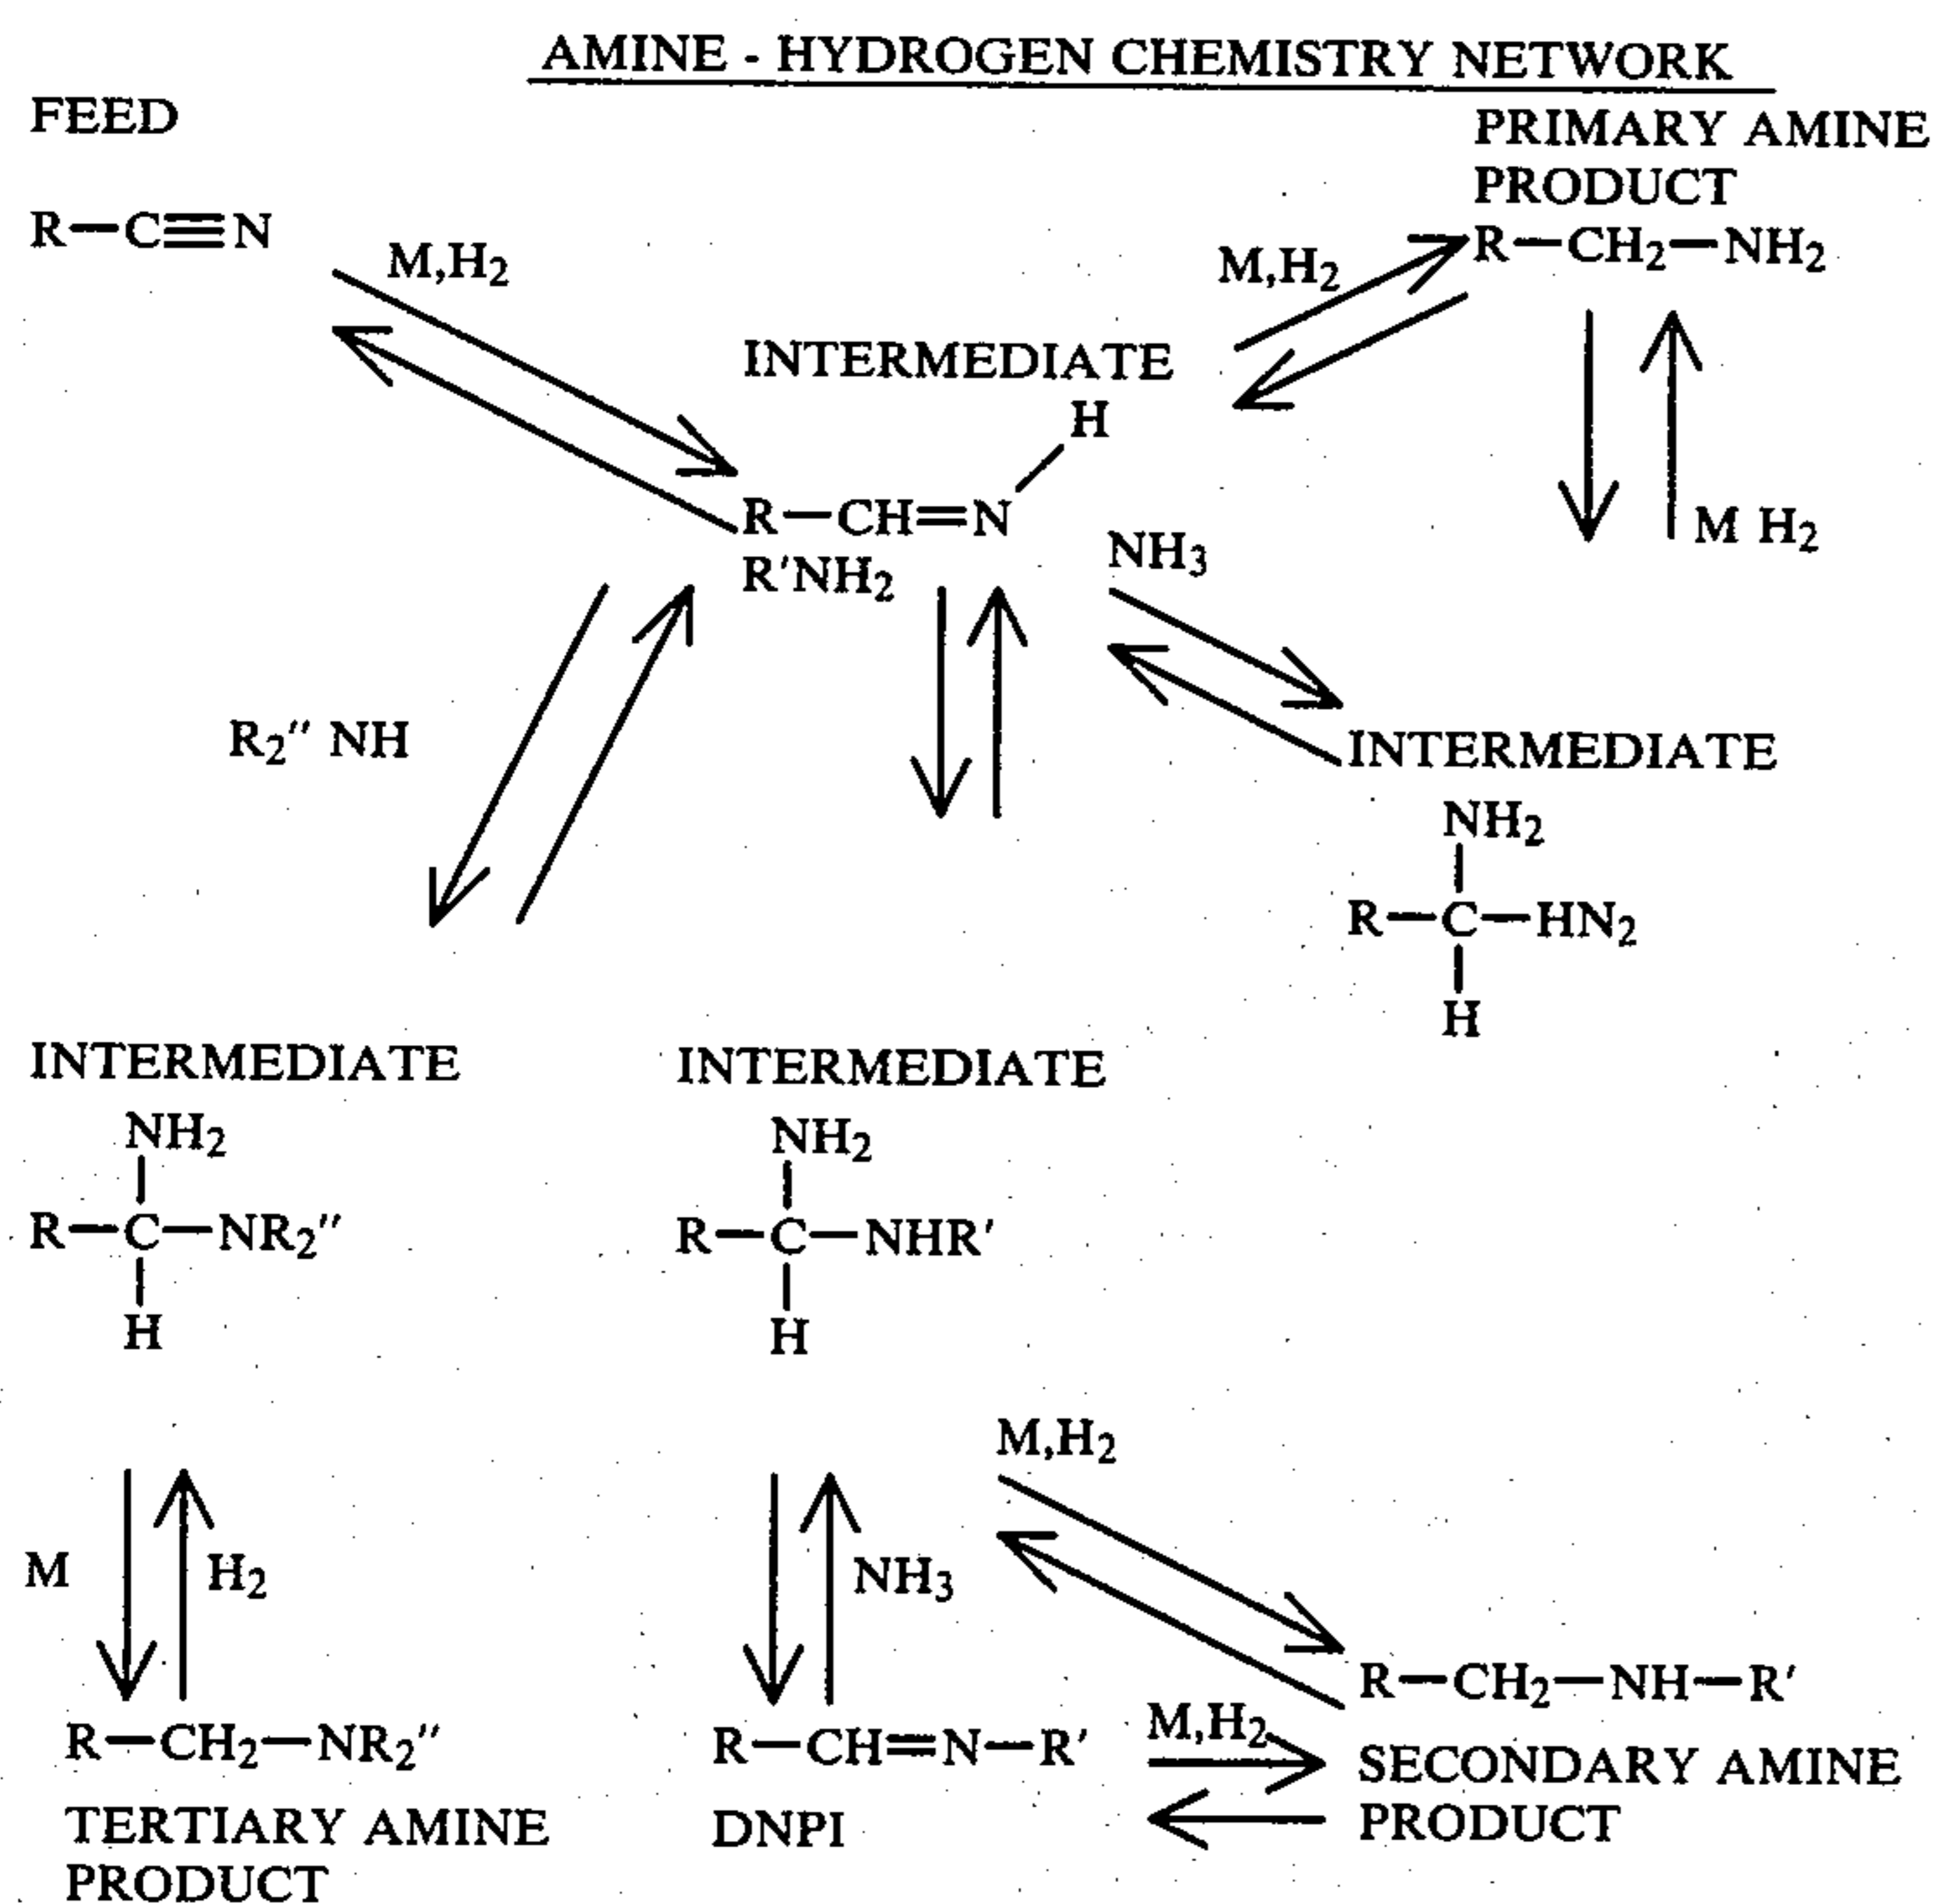 AMINE - HYDROGEN CHEMISTRY NETWORK
FEED
PRIMARY AMINE
PRODUCT
R—C≡N
R—CH2—NH2
M,H2
M,H2
INTERMEDIATE
H
R—CH=N
R'NH2
NH3
M H2
R2″ NH
INTERMEDIATE
NH2
R—C—HN2
H
INTERMEDIATE
NH2
R—C—NR2″
H
INTERMEDIATE
NH2
R—C—NHR'
H
M,H2
M
H2
NH3
R—CH2—NH—R'
M,H2
R—CH2—NR2″
R—CH=N—R'
SECONDARY AMINE
PRODUCT
TERTIARY AMINE
PRODUCT
DNPI